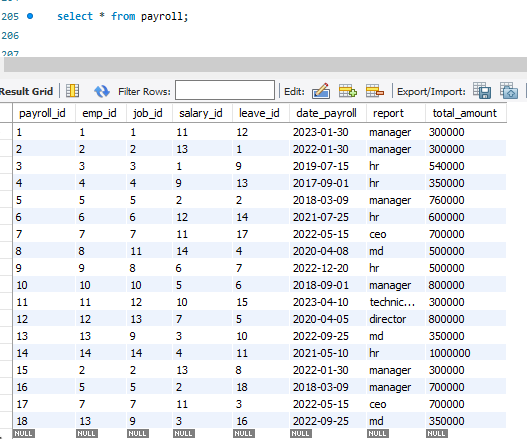 205 select * from payroll;
206
Result Grid Filter Rows: Edit: Export/Import:
payroll_id emp_id job_id salary_id leave_id date_payroll report total_amount
1 1 1 11 12 2023-01-30 manager 300000
2 2 2 13 1 2022-01-30 manager 300000
3 3 3 1 9 2019-07-15 hr 540000
4 4 4 9 13 2017-09-01 hr 350000
5 5 5 2 2 2018-03-09 manager 760000
6 6 6 12 14 2021-07-25 hr 600000
7 7 7 11 17 2022-05-15 ceo 700000
8 8 11 14 4 2020-04-08 md 500000
9 9 8 6 7 2022-12-20 hr 500000
10 10 10 5 6 2018-09-01 manager 800000
11 11 12 10 15 2023-04-10 technic... 300000
12 12 13 7 5 2020-04-05 director 800000
13 13 9 3 10 2022-09-25 md 350000
14 14 14 4 11 2021-05-10 hr 1000000
15 2 2 13 8 2022-01-30 manager 300000
16 5 5 2 18 2018-03-09 manager 700000
17 7 7 11 3 2022-05-15 ceo 700000
18 13 9 3 16 2022-09-25 md 350000
NULL NULL NULL NULL NULL NULL NULL NULL